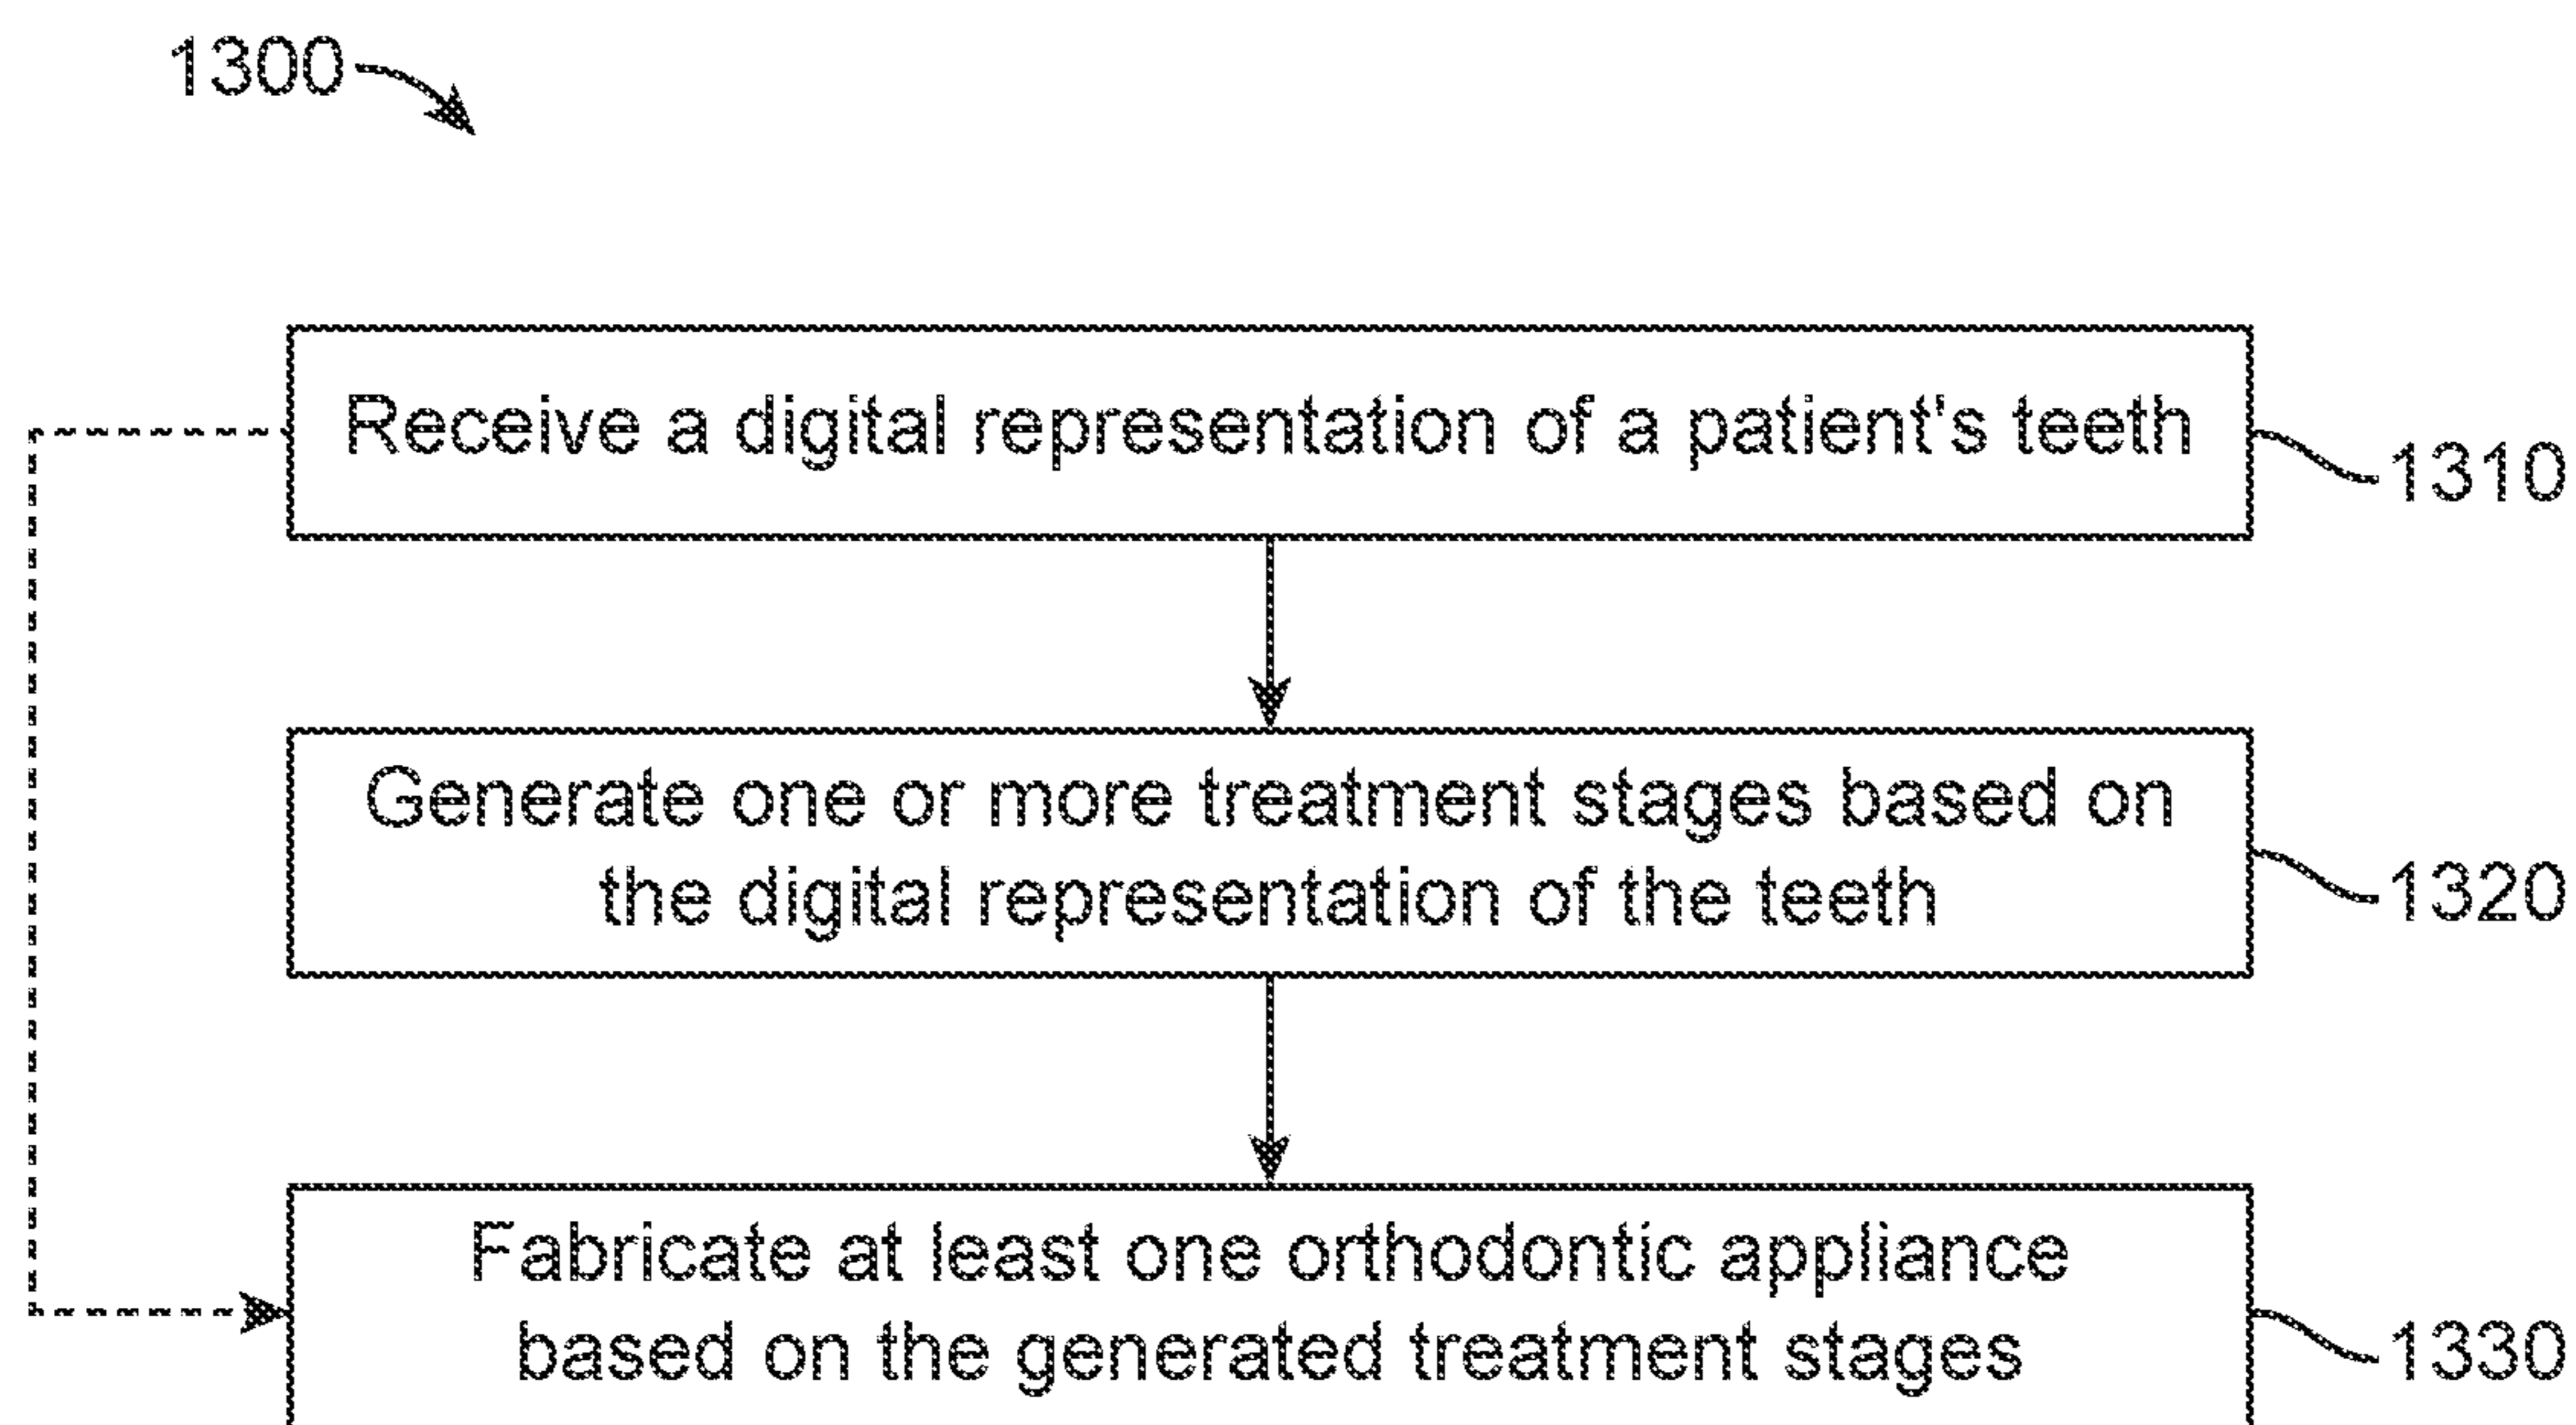 1300
Receive a digital representation of a patient's teeth
1310
Generate one or more treatment stages based on
the digital representation of the teeth
1320
Fabricate at least one orthodontic appliance
based on the generated treatment stages
1330